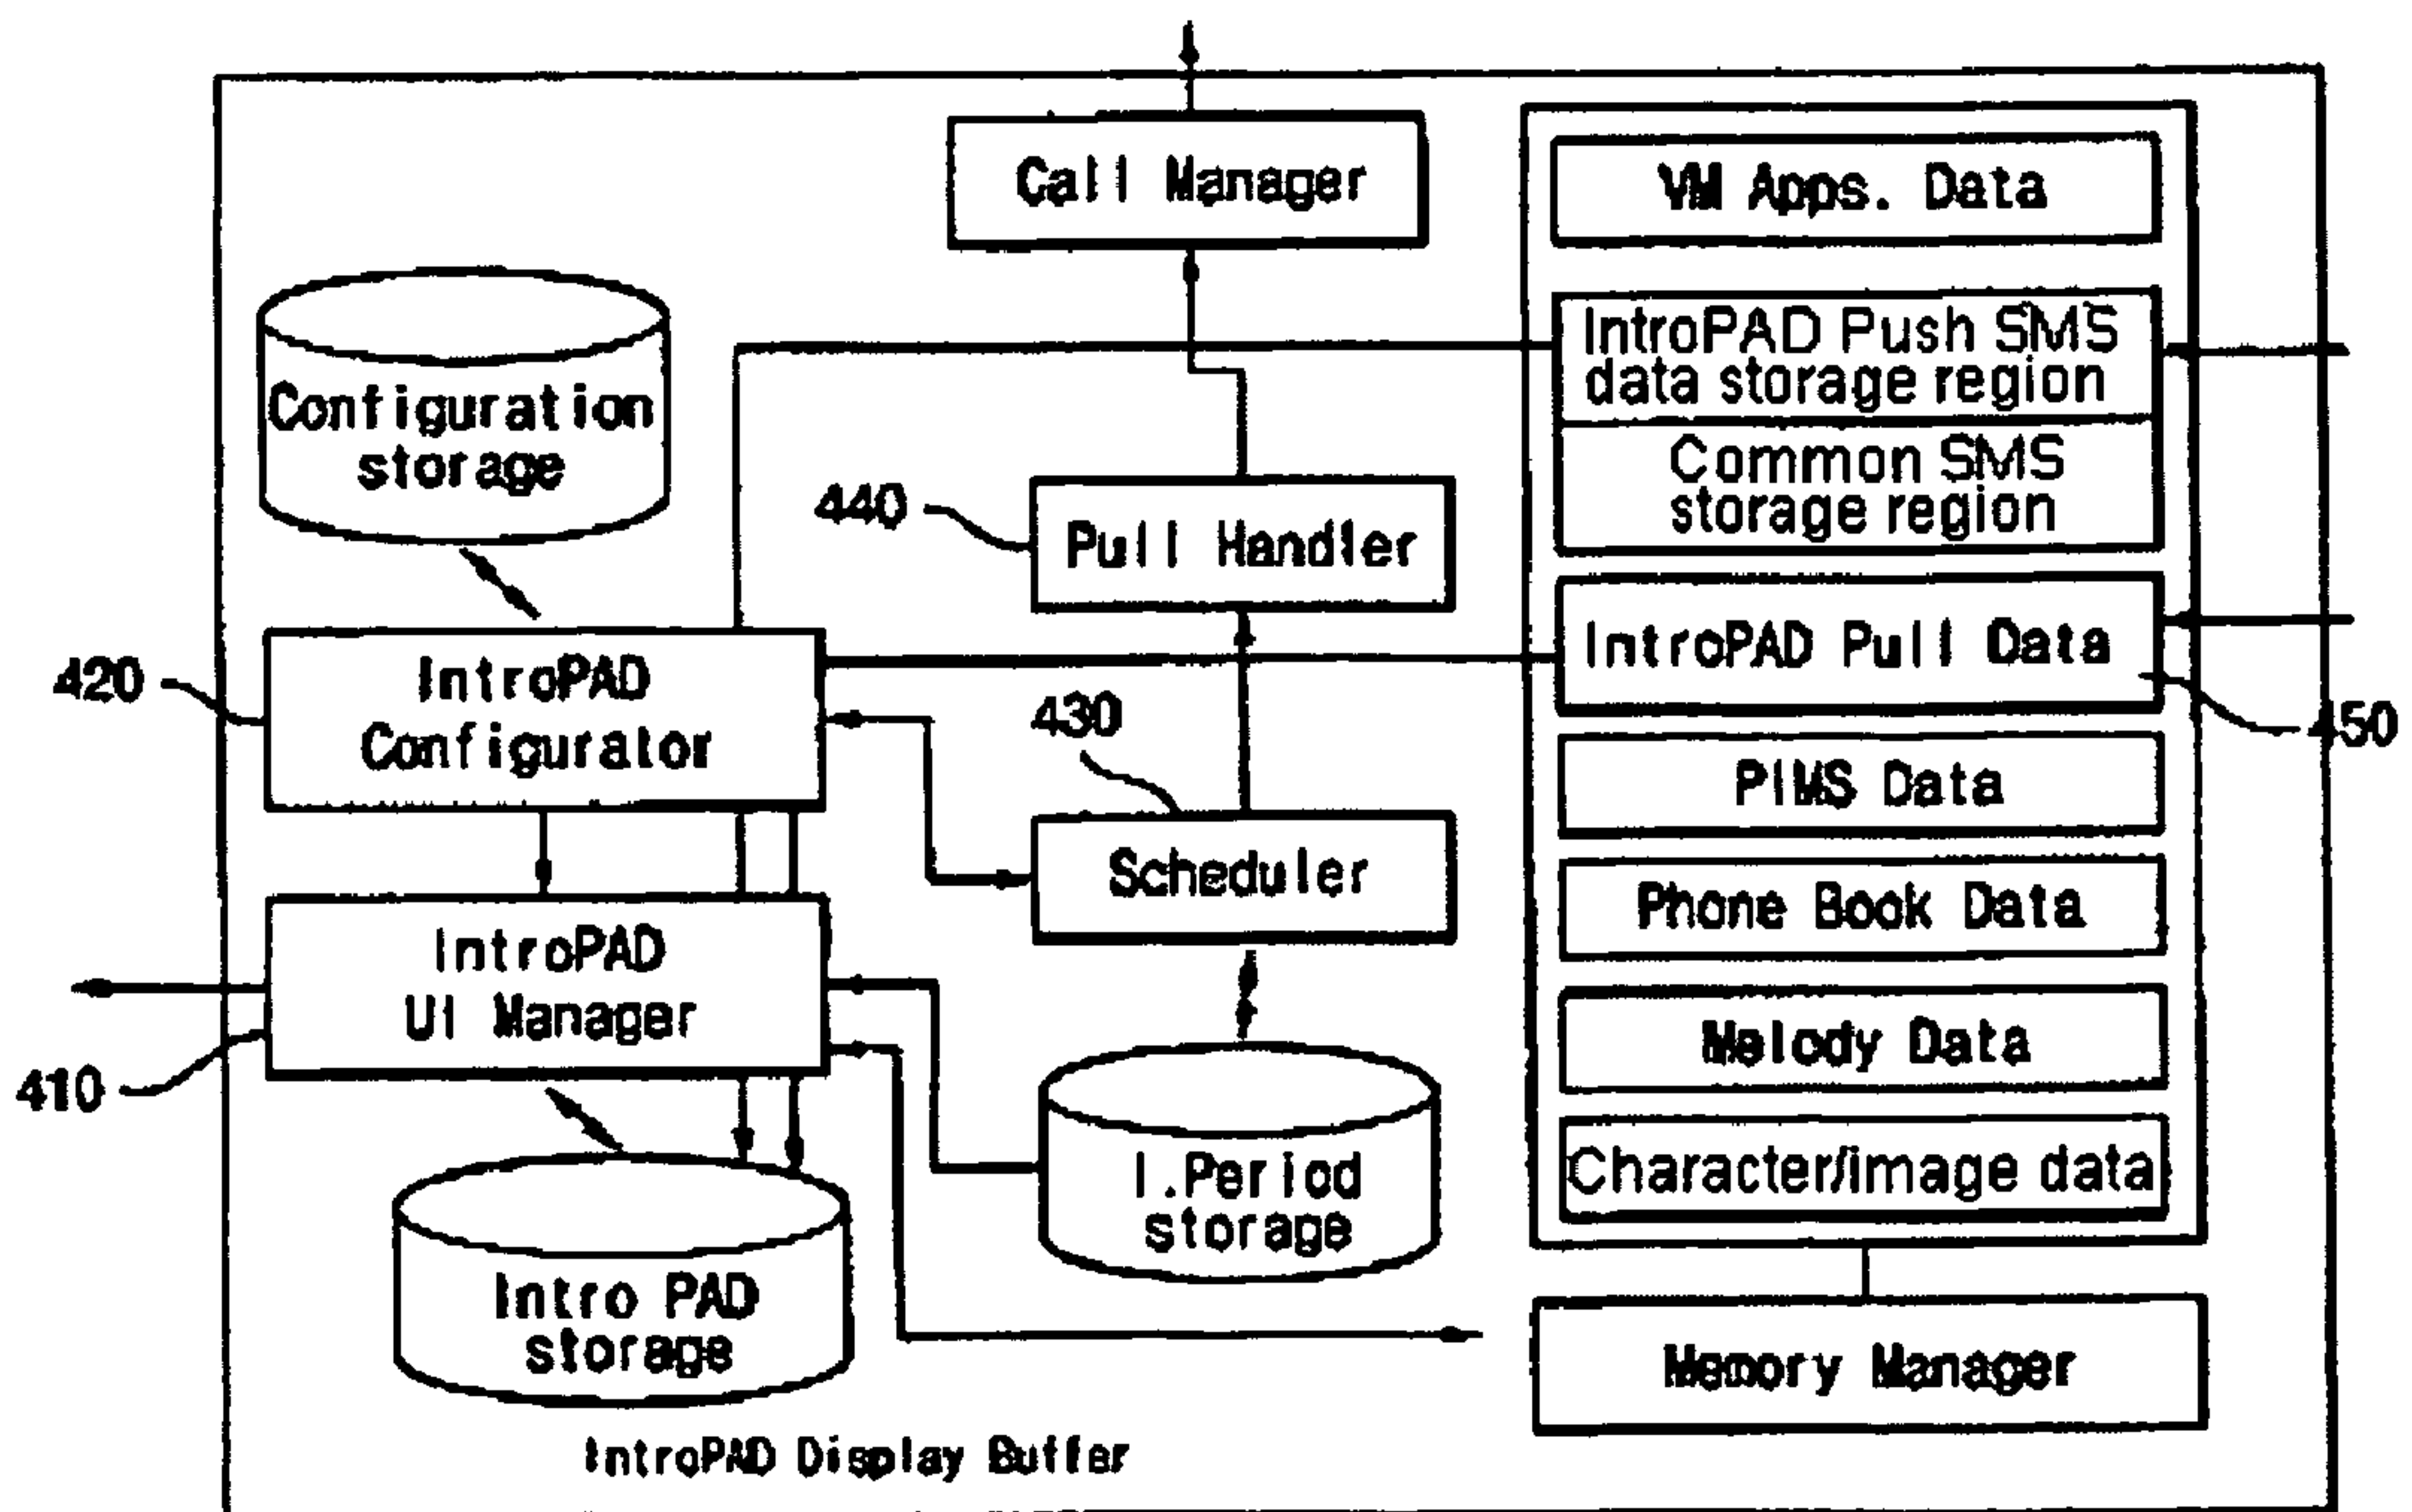 Call Manager
VM Apps. Data
IntroPAD Push SMS
data storage region
Common SMS
storage region
Configuration
storage
440
Pull Handler
IntroPAD Pull Data
450
420
IntroPAD
Configurator
430
PIMS Data
Scheduler
Phone Book Data
IntroPAD
UI Manager
410
Melody Data
I.Period
storage
Character/image data
Intro PAD
storage
Memory Manager
IntroPAD Display Buffer